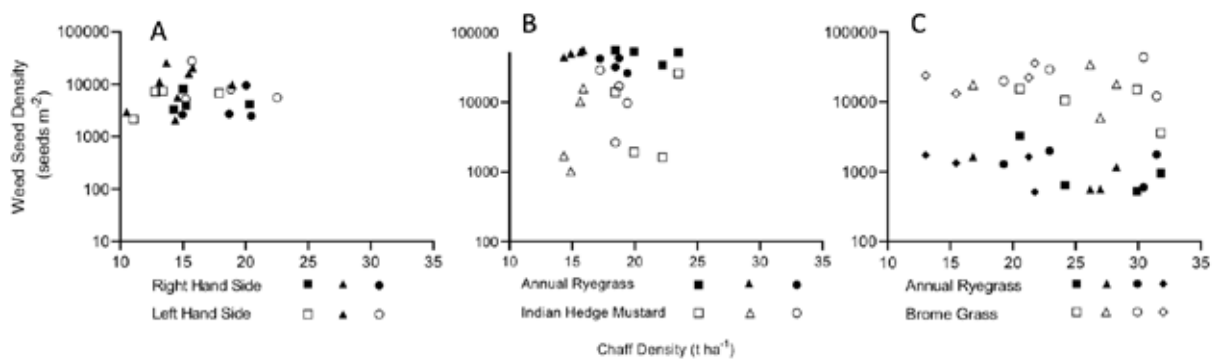 A
B
C
Weed Seed Density
(seeds m⁻²)
100000
10000
1000
100
10
10 15 20 25 30 35
Right Hand Side
Left Hand Side
100000
10000
1000
100
10 15 20 25 30 35
Annual Ryegrass
Indian Hedge Mustard
100000
10000
1000
100
10 15 20 25 30 35
Annual Ryegrass
Brome Grass
Chaff Density (t ha⁻¹)